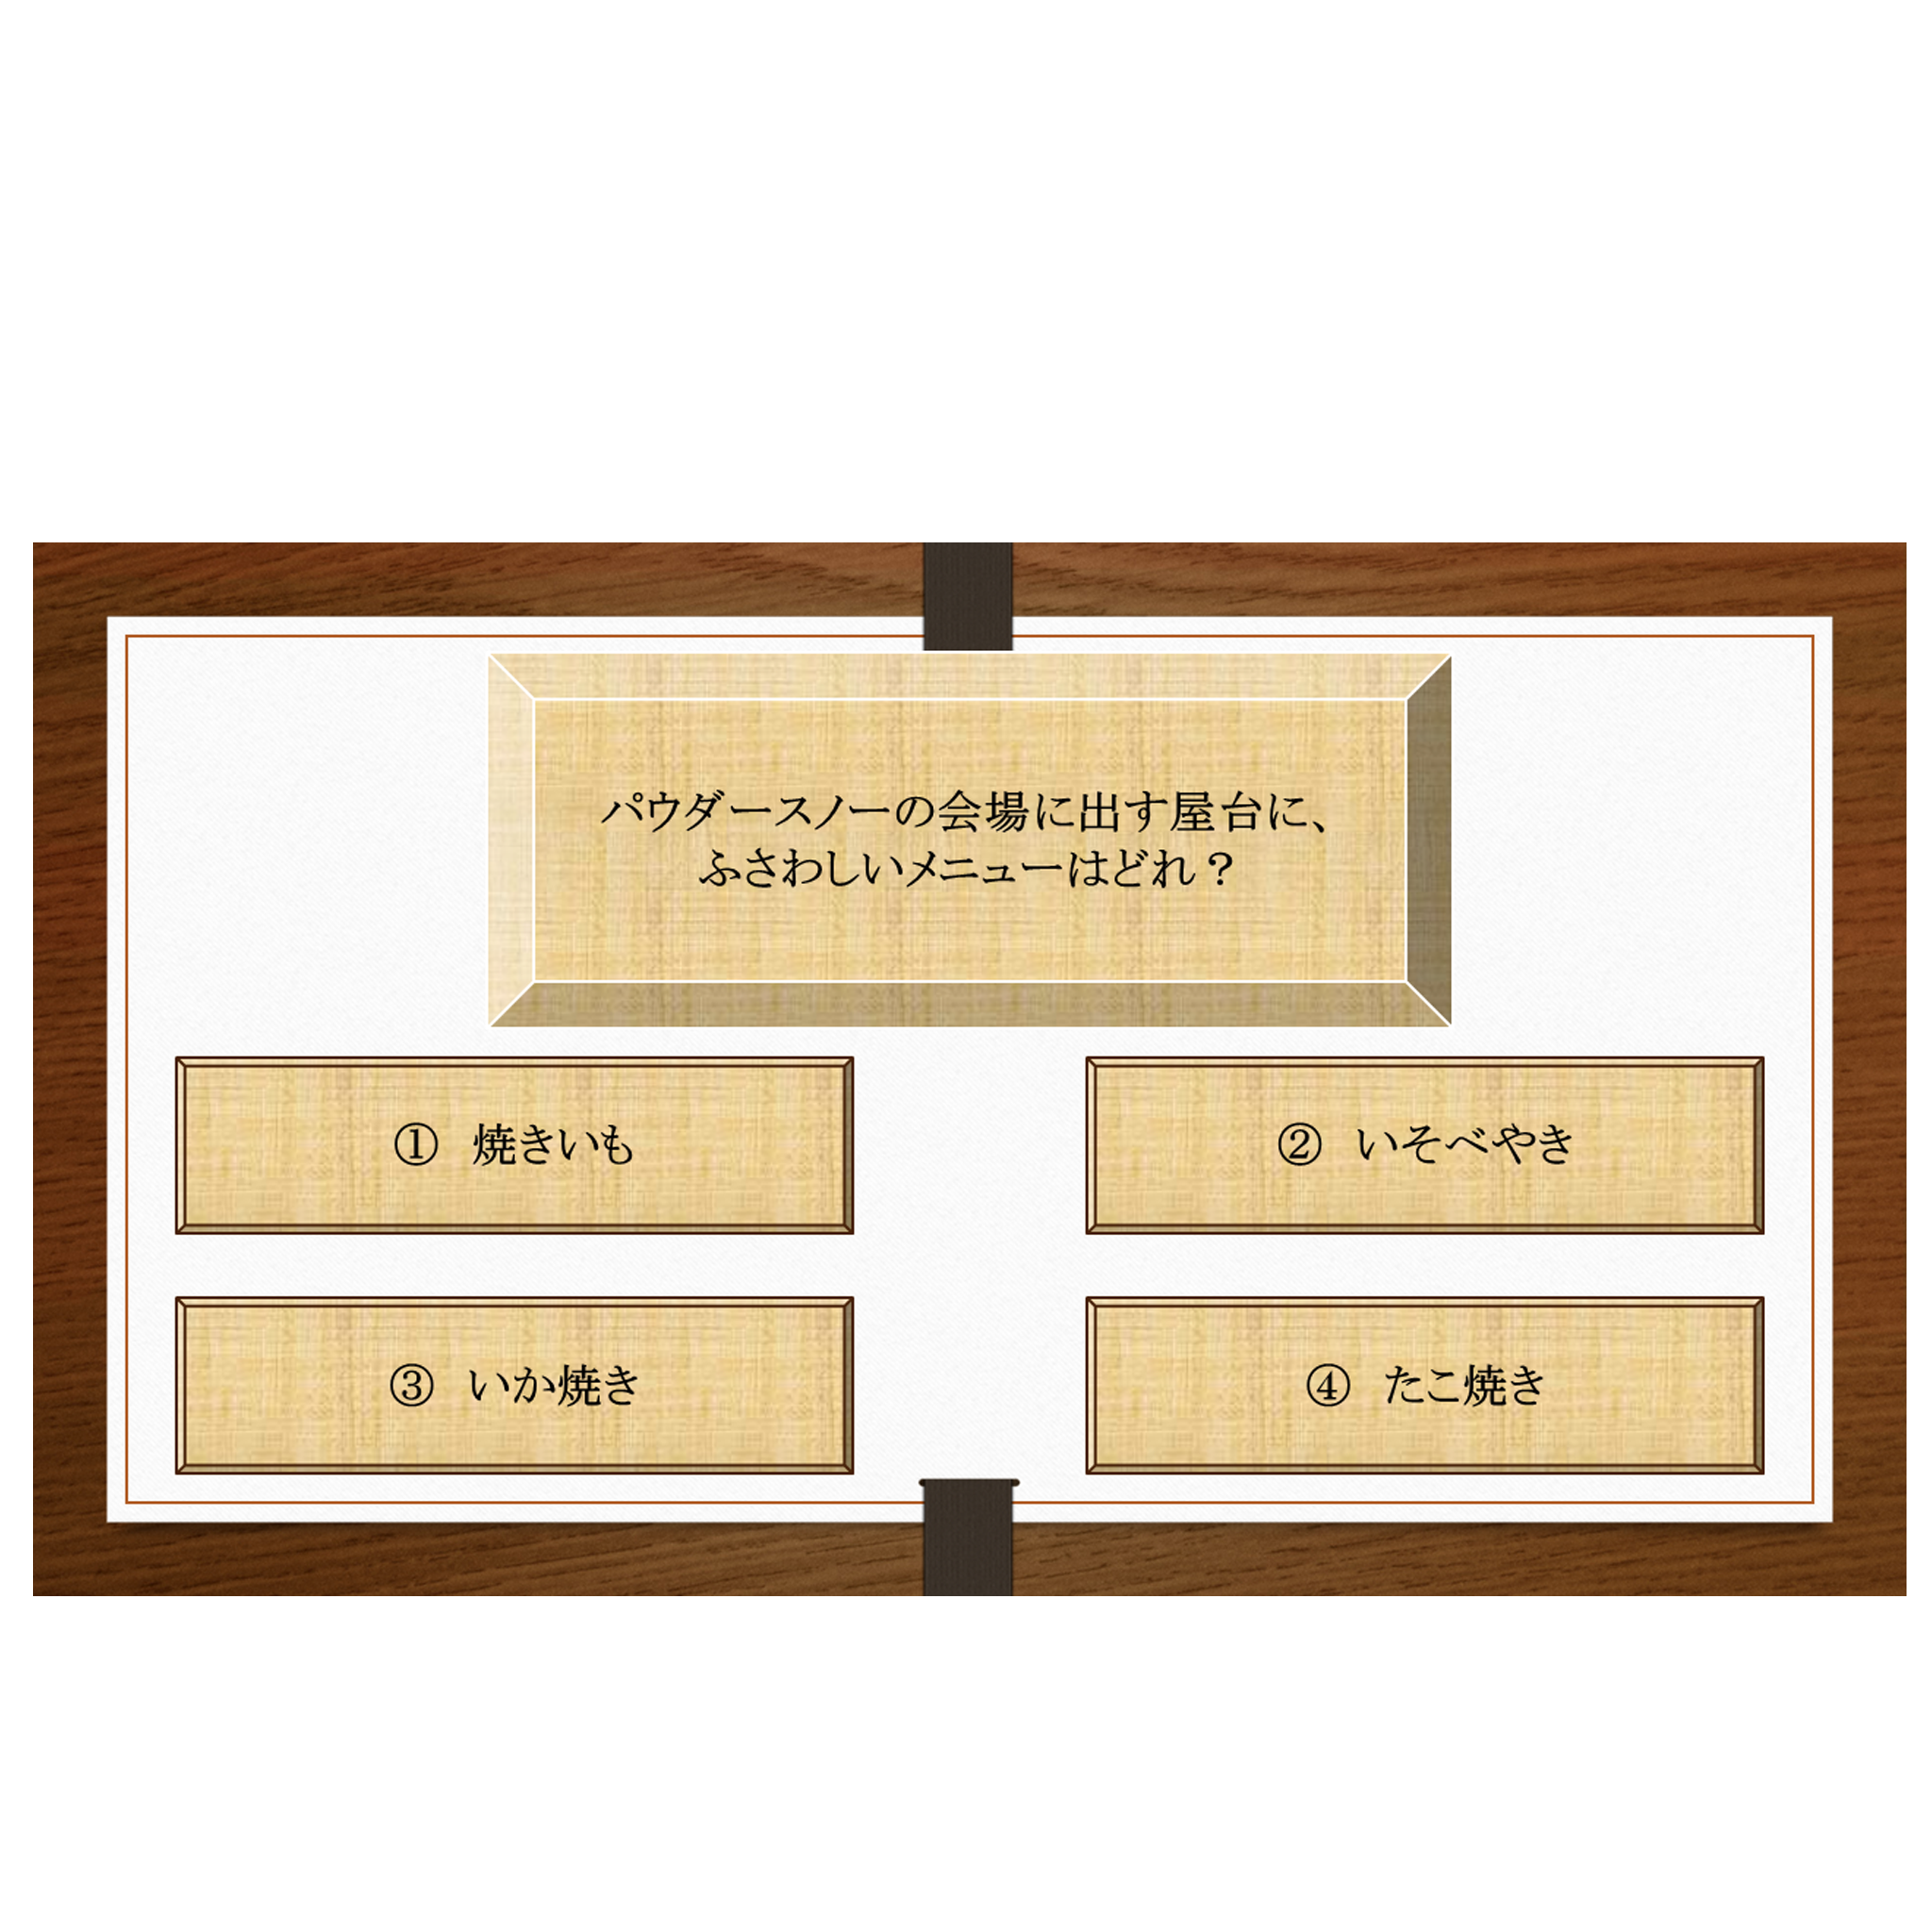 パウダースノーの会場に出す屋台に、
ふさわしいメニューはどれ？
① 焼きいも
② いそべやき
③ いか焼き
④ たこ焼き